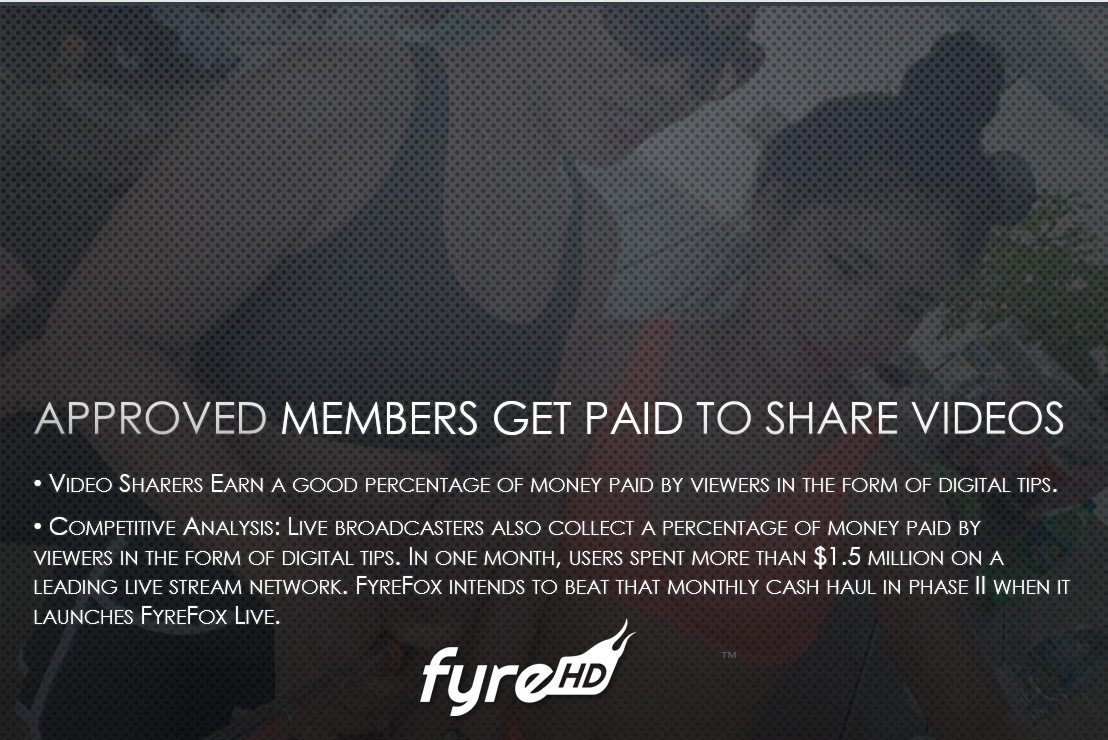 APPROVED MEMBERS GET PAID TO SHARE VIDEOS
• VIDEO SHARERS EARN A GOOD PERCENTAGE OF MONEY PAID BY VIEWERS IN THE FORM OF DIGITAL TIPS.
• COMPETITIVE ANALYSIS: LIVE BROADCASTERS ALSO COLLECT A PERCENTAGE OF MONEY PAID BY
VIEWERS IN THE FORM OF DIGITAL TIPS. IN ONE MONTH, USERS SPENT MORE THAN $1.5 MILLION ON A
LEADING LIVE STREAM NETWORK. FYREFOX INTENDS TO BEAT THAT MONTHLY CASH HAUL IN PHASE II WHEN IT
LAUNCHES FYREFOX LIVE.
fyre HD ™